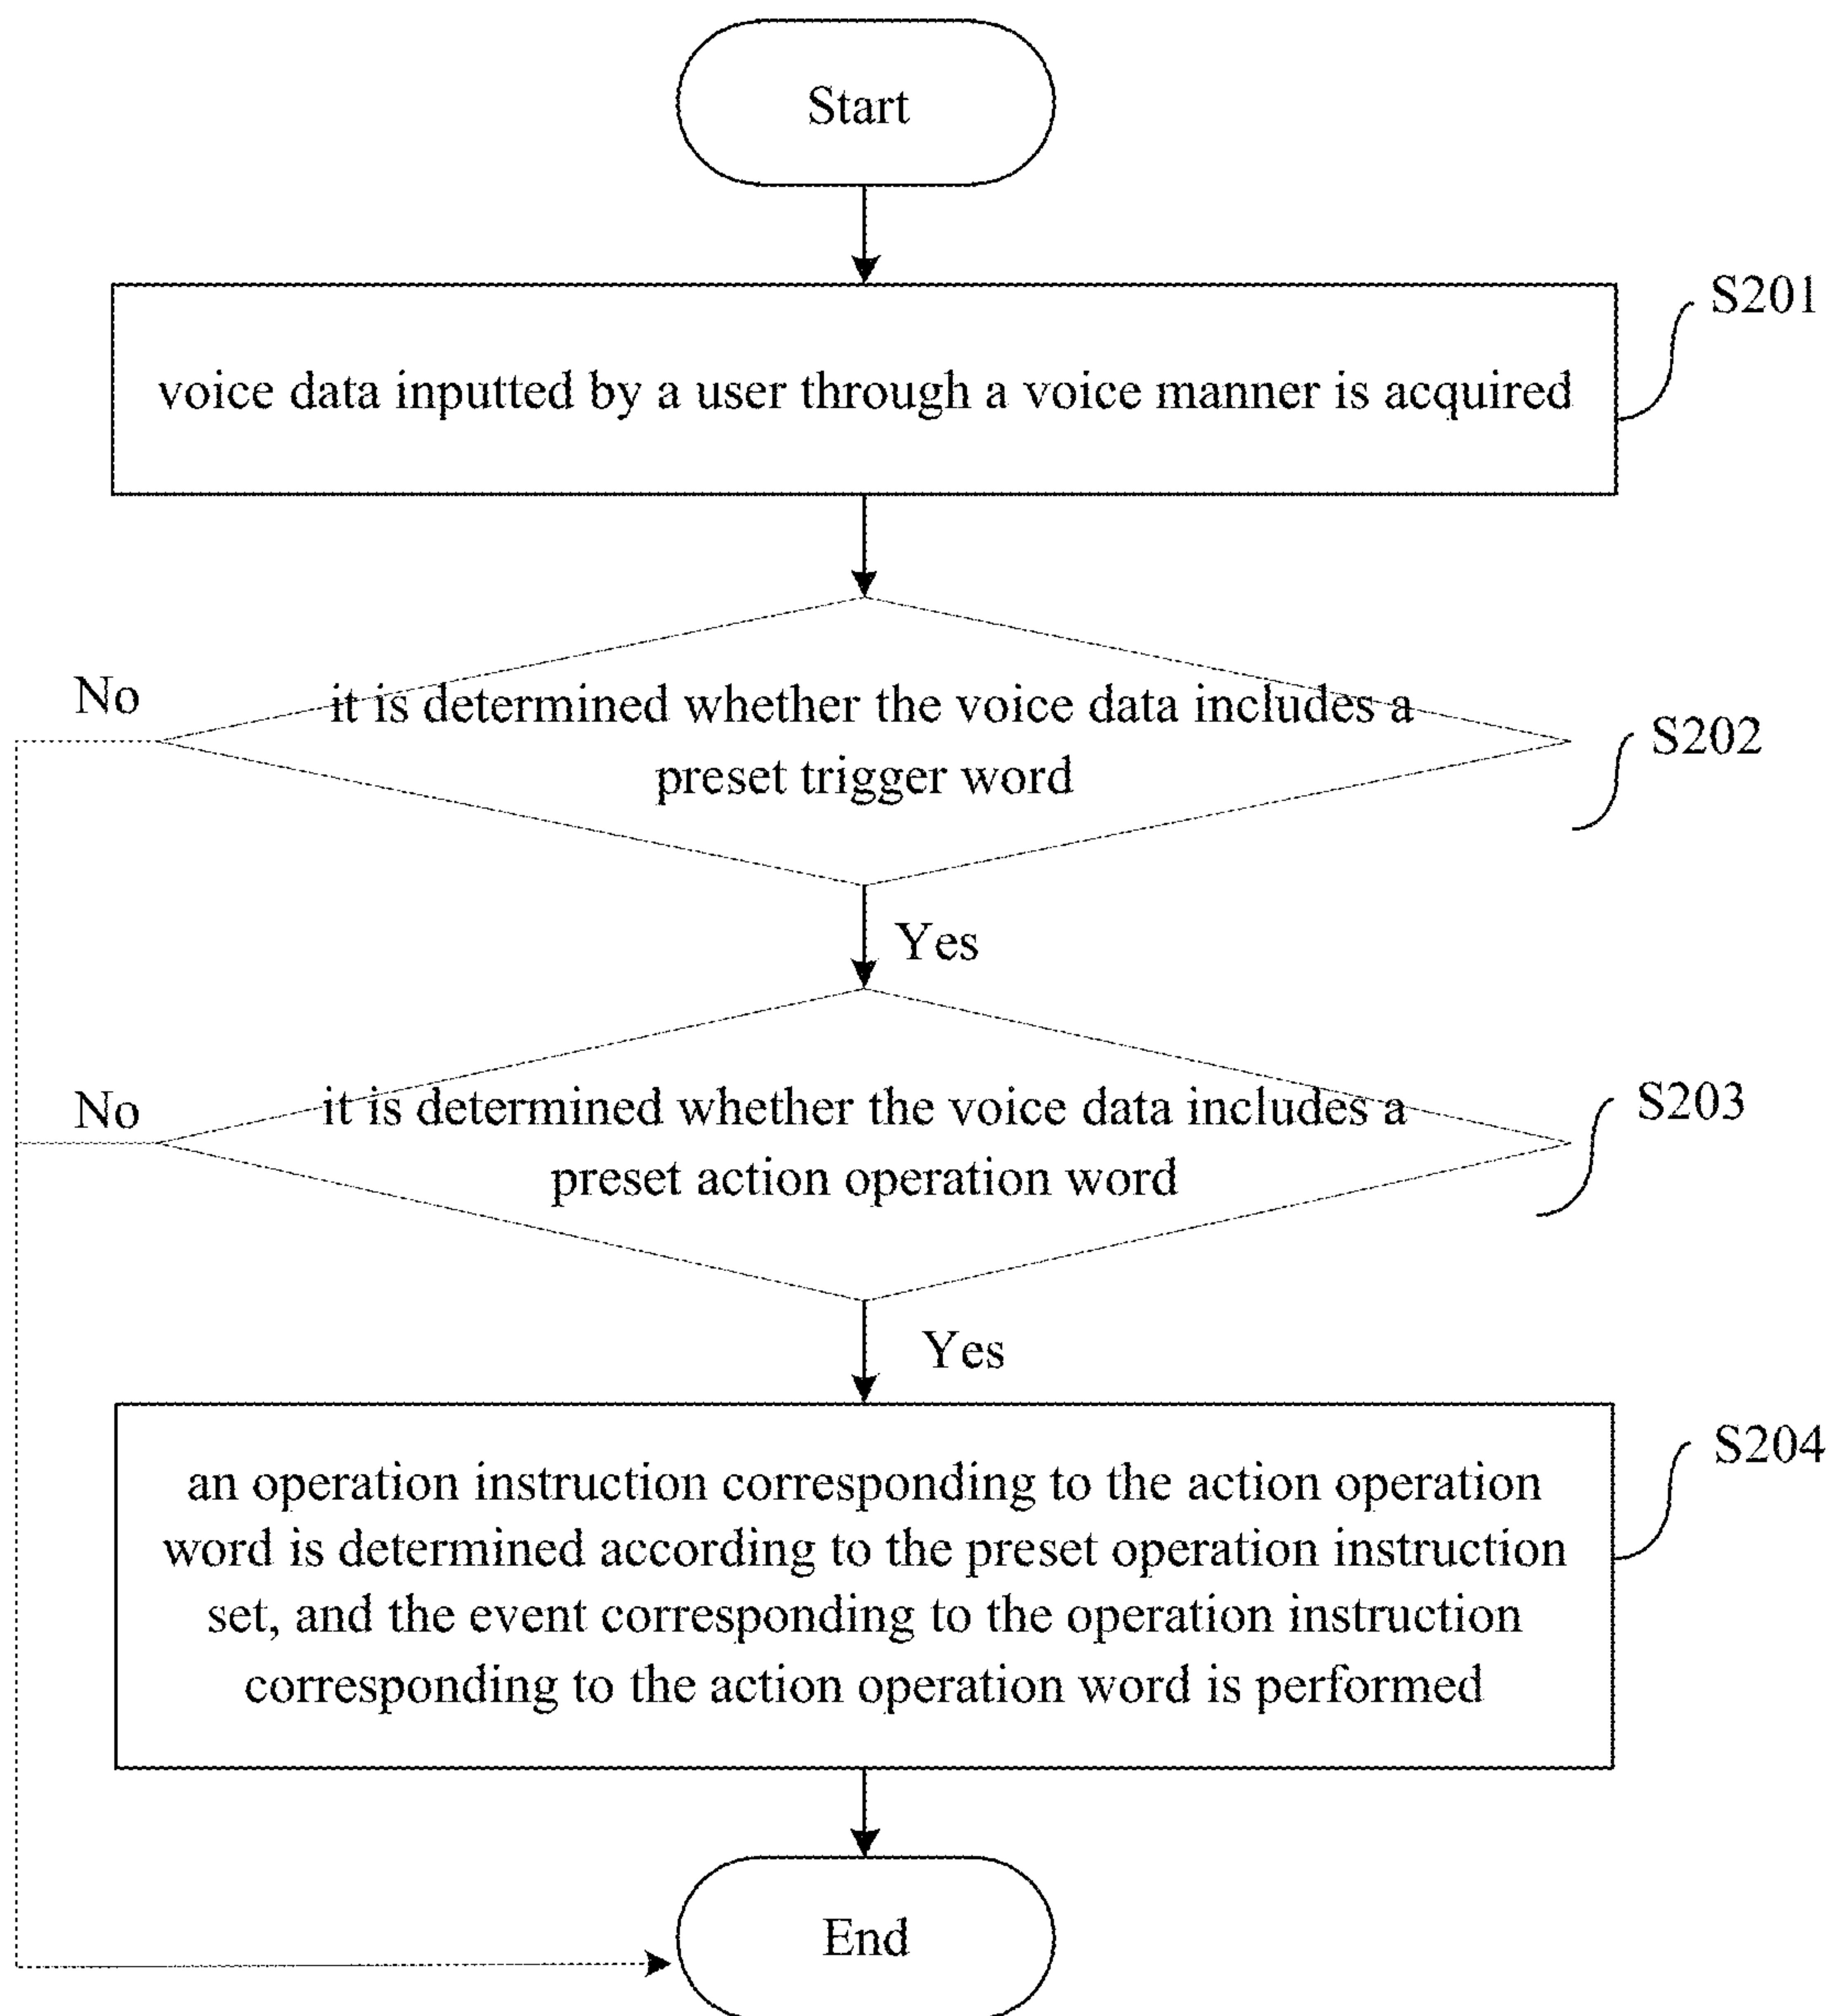 Start
S201
voice data inputted by a user through a voice manner is acquired
No
it is determined whether the voice data includes a
preset trigger word
S202
Yes
No
it is determined whether the voice data includes a
preset action operation word
S203
Yes
S204
an operation instruction corresponding to the action operation
word is determined according to the preset operation instruction
set, and the event corresponding to the operation instruction
corresponding to the action operation word is performed
End